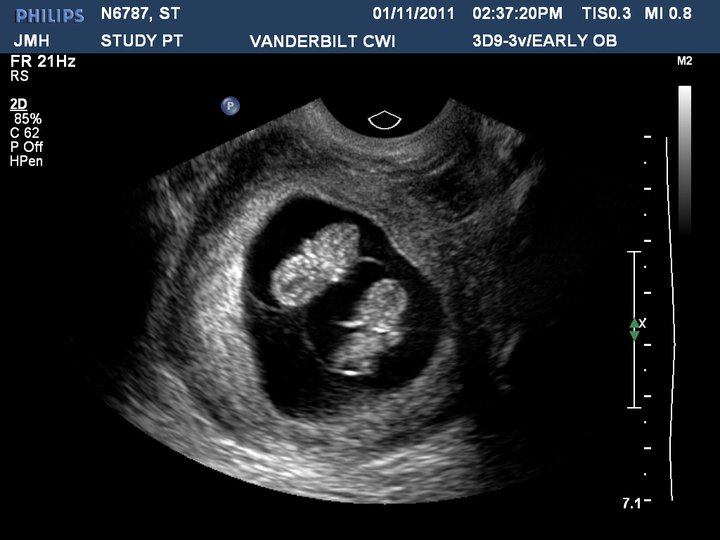 PHILIPS N6787, ST 01/11/2011 02:37:20PM TIS0.3 MI 0.8
JMH STUDY PT VANDERBILT CWI 3D9-3v/EARLY OB
FR 21Hz
RS
M2
2D
85%
C 62
P Off
HPen
P
X
7.1